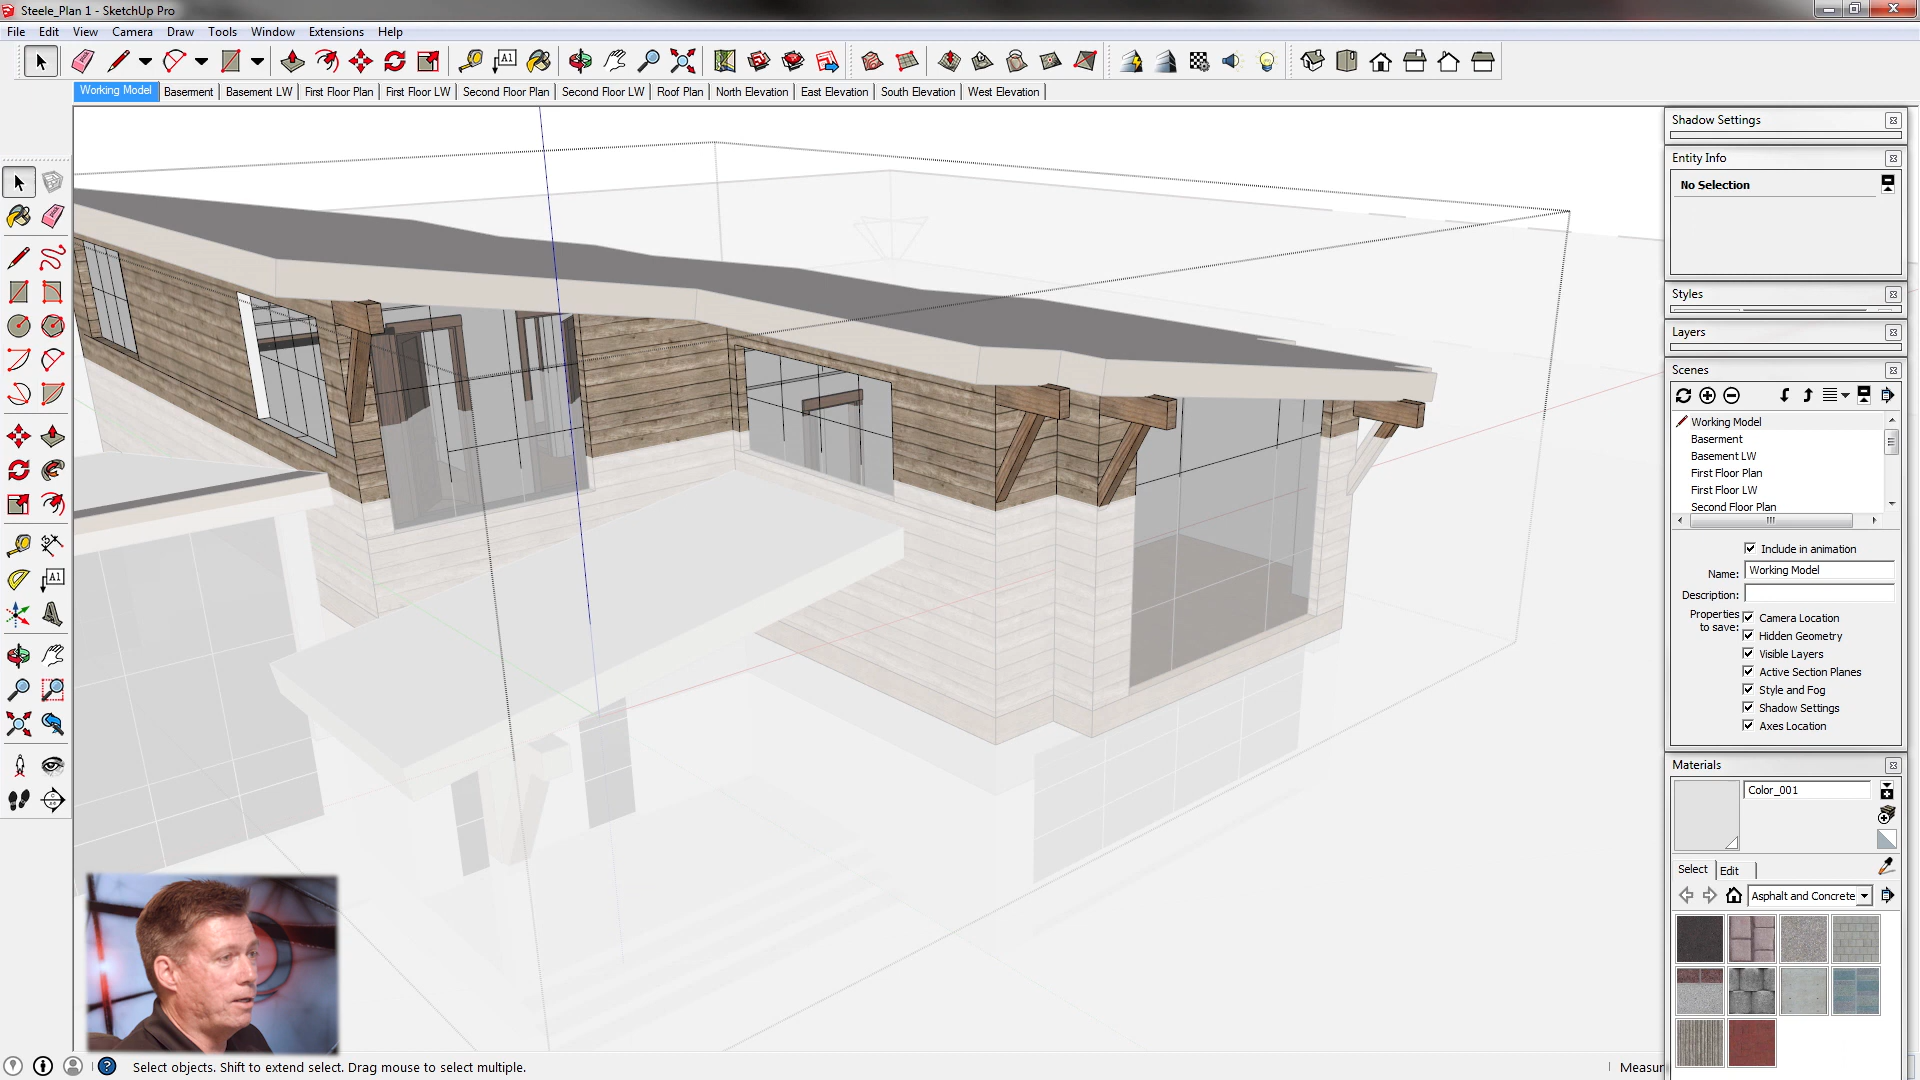 Steele_Plan 1 - SketchUp Pro
File Edit View Camera Draw Tools Window Extensions Help
A1
Working Model Baserment Basement LW First Floor Plan First Floor LW Second Floor Plan Second Floor LW Roof Plan North Elevation East Elevation South Elevation West Elevation
Shadow Settings
Entity Info
No Selection
Styles
Layers
Scenes
Working Model
Baserment
Basement LW
First Floor Plan
First Floor LW
Second Floor Plan
Include in animation
Name: Working Model
Description:
Properties to save:
Camera Location
Hidden Geometry
Visible Layers
Active Section Planes
Style and Fog
Shadow Settings
Axes Location
Materials
Color_001
Select Edit
Asphalt and Concrete
A1
Select objects. Shift to extend select. Drag mouse to select multiple.
Measur